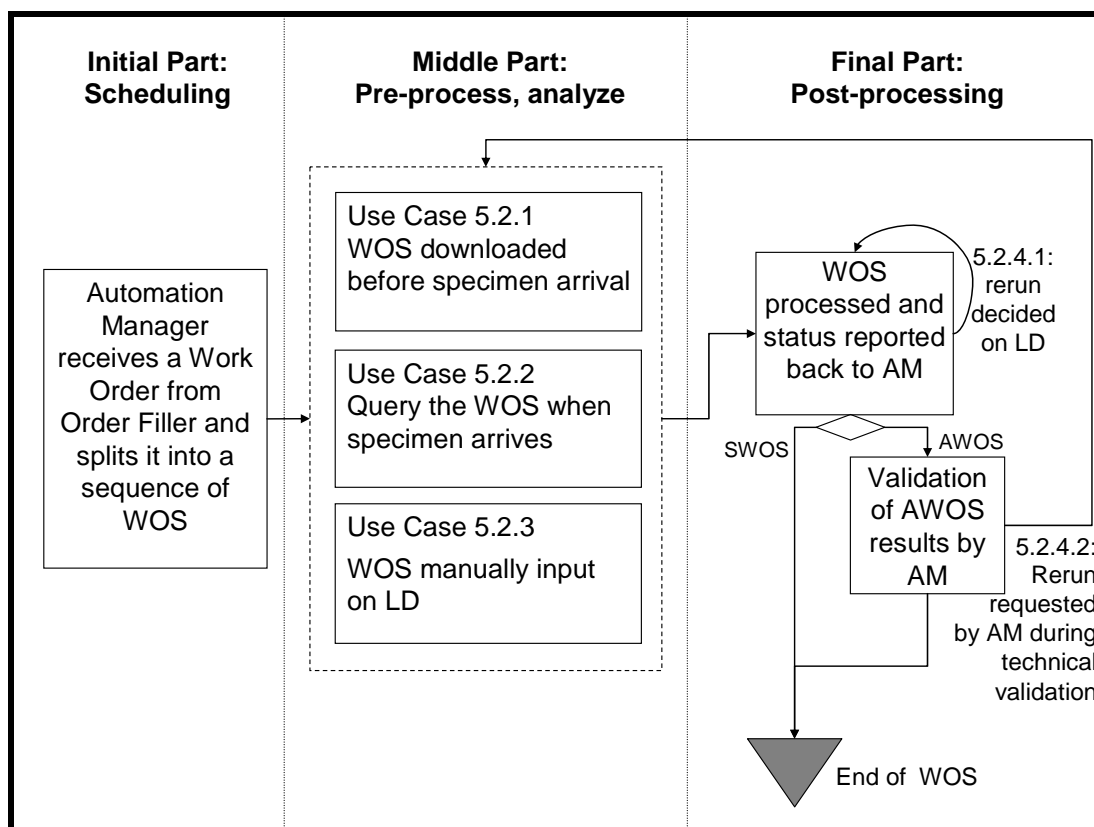 Initial Part:
Scheduling
Middle Part:
Pre-process, analyze
Final Part:
Post-processing
Automation
Manager
receives a Work
Order from
Order Filler and
splits it into a
sequence of
WOS
Use Case 5.2.1
WOS downloaded
before specimen arrival
Use Case 5.2.2
Query the WOS when
specimen arrives
Use Case 5.2.3
WOS manually input
on LD
WOS
processed and
status reported
back to AM
5.2.4.1:
rerun
decided
on LD
SWOS
AWOS
Validation
of AWOS
results by
AM
5.2.4.2:
Rerun
requested
by AM during
technical
validation
End of WOS